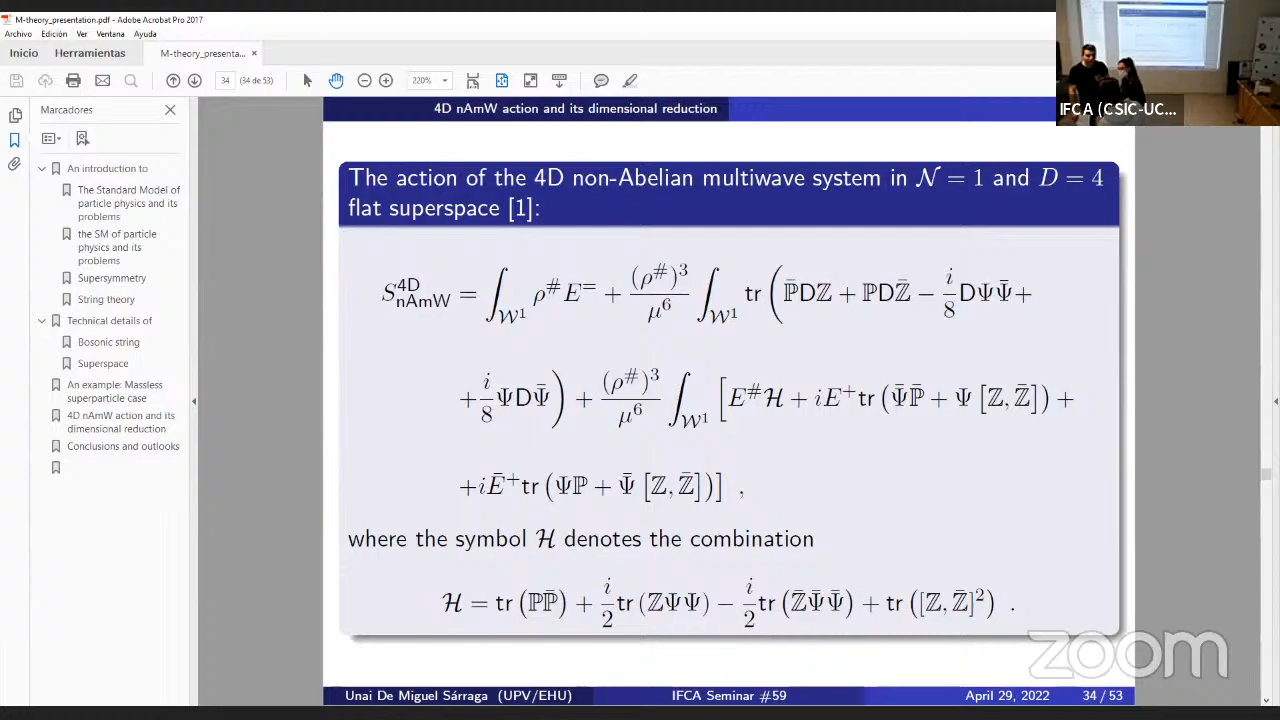 M-theory_presentation.pdf - Adobe Acrobat Pro 2017
Archivo Edición Ver Ventana Ayuda
Inicio Herramientas M-theory_presenta... ×
34 (34 de 53) 220%
Marcadores
An introduction to
The Standard Model of
particle physics and its
problems
the SM of particle
physics and its
problems
Supersymmetry
String theory
Technical details of
Bosonic string
Superspace
An example: Massless
superparticle case
4D nAmW action and its
dimensional reduction
Conclusions and outlooks
IFCA (CSIC-UC...
4D nAmW action and its dimensional reduction
The action of the 4D non-Abelian multiwave system in 𝒩 = 1 and D = 4
flat superspace [1]:
S^{4D}_{nAmW} = ∫_{𝒲¹} ρ^# E^= + (ρ^#)³/μ⁶ ∫_{𝒲¹} tr ( ℙ̄Dℤ + ℙDℤ̄ − i/8 DΨΨ̄ +
+ i/8 ΨDΨ̄ ) + (ρ^#)³/μ⁶ ∫_{𝒲¹} [ E^# ℋ + iE⁺tr (Ψ̄ℙ̄ + Ψ [ℤ, ℤ̄]) +
+iĒ⁺tr (Ψℙ + Ψ̄ [ℤ, ℤ̄])] ,
where the symbol ℋ denotes the combination
ℋ = tr (ℙℙ̄) + i/2 tr (ℤΨΨ) − i/2 tr (ℤ̄Ψ̄Ψ̄) + tr ([ℤ, ℤ̄]²) .
zoom
Unai De Miguel Sárraga (UPV/EHU) IFCA Seminar #59 April 29, 2022 34 / 53